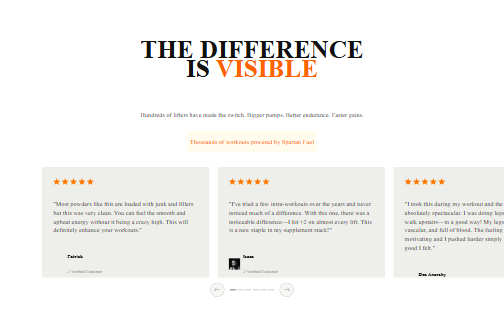 THE DIFFERENCE
IS VISIBLE
Hundreds of lifters have made the switch. Bigger pumps. Better endurance. Faster gains.
Thousands of workouts powered by Spartan Fuel
"Most powders like this are loaded with junk and fillers
but this was very clean. You can feel the smooth and
upbeat energy without it being a crazy high. This will
definitely enhance your workouts."
Patrick
✓ Verified Customer
"I've tried a few intra-workouts over the years and never
noticed much of a difference. With this one, there was a
noticeable difference—I hit +2 on almost every lift. This
is a new staple in my supplement stack!"
Isaac
✓ Verified Customer
"I took this during my workout and the
absolutely spectacular. I was doing legs
walk upstairs—in a good way! My legs
vascular, and full of blood. The feeling
motivating and I pushed harder simply
good I felt."